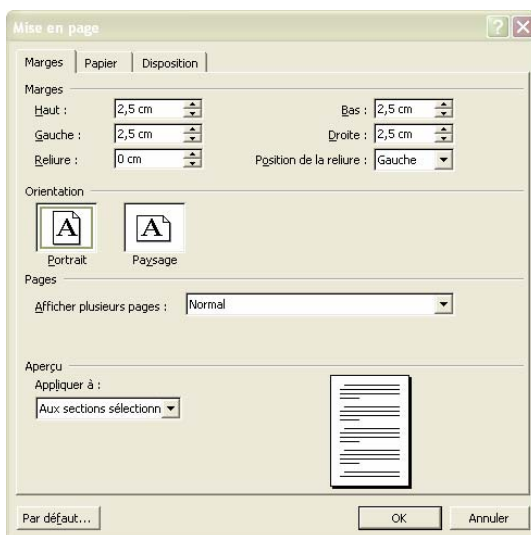 Mise en page
Marges Papier Disposition
Marges
Haut : 2,5 cm Bas : 2,5 cm
Gauche : 2,5 cm Droite : 2,5 cm
Reliure : 0 cm Position de la reliure : Gauche
Orientation
A A
Portrait Paysage
Pages
Afficher plusieurs pages : Normal
Aperçu
Appliquer à :
Aux sections sélectionn
Par défaut... OK Annuler